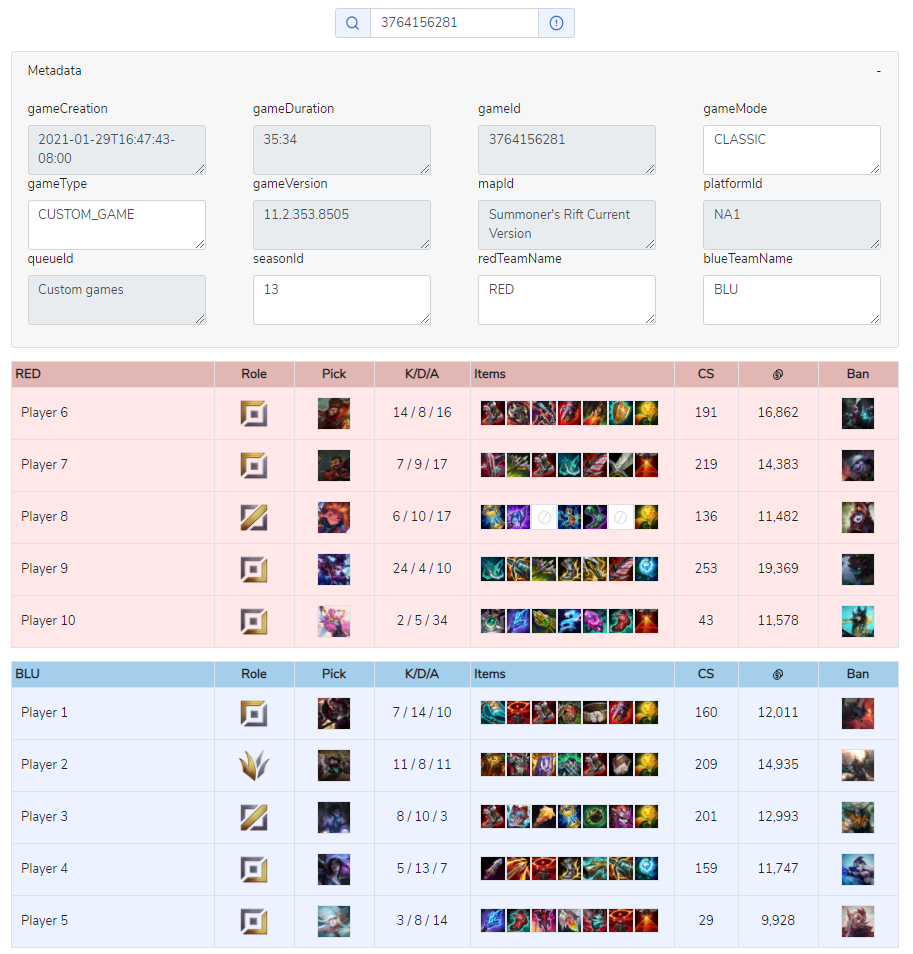 3764156281
Metadata -
gameCreation gameDuration gameId gameMode
2021-01-29T16:47:43-08:00 35:34 3764156281 CLASSIC
gameType gameVersion mapId platformId
CUSTOM_GAME 11.2.353.8505 Summoner's Rift Current Version NA1
queueId seasonId redTeamName blueTeamName
Custom games 13 RED BLU
RED Role Pick K/D/A Items CS Ban
Player 6 14 / 8 / 16 191 16,862
Player 7 7 / 9 / 17 219 14,383
Player 8 6 / 10 / 17 136 11,482
Player 9 24 / 4 / 10 253 19,369
Player 10 2 / 5 / 34 43 11,578
BLU Role Pick K/D/A Items CS Ban
Player 1 7 / 14 / 10 160 12,011
Player 2 11 / 8 / 11 209 14,935
Player 3 8 / 10 / 3 201 12,993
Player 4 5 / 13 / 7 159 11,747
Player 5 3 / 8 / 14 29 9,928